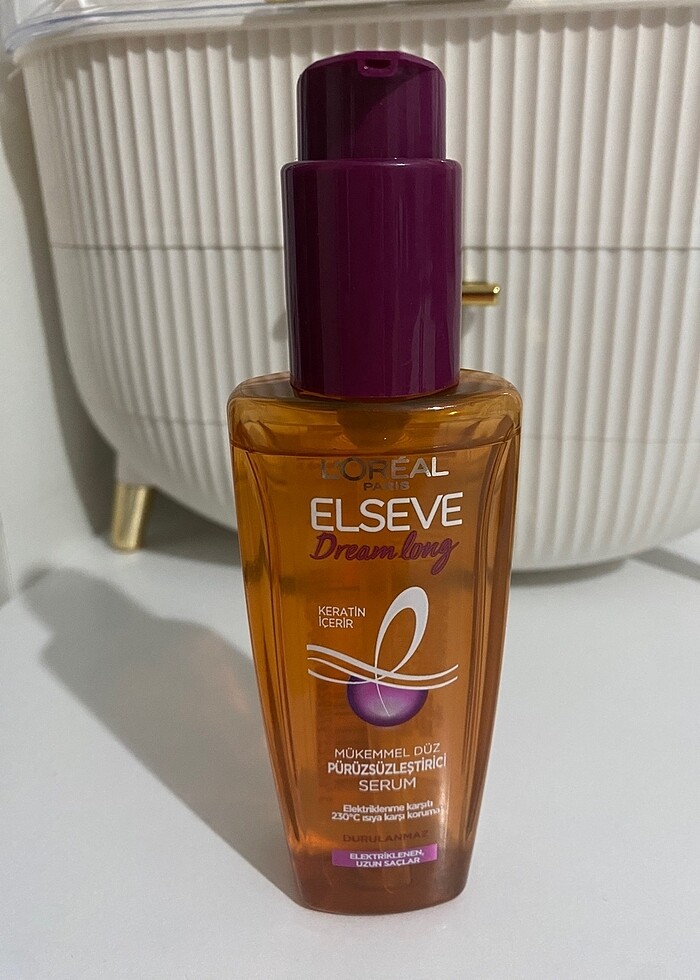 L'ORÉAL
PARIS
ELSEVE
Dream long
KERATİN
İÇERİR
MÜKEMMEL DÜZ
PÜRÜZSÜZLEŞTİRİCİ
SERUM
Elektriklenme karşıtı
230°C ısıya karşı koruma
DURULANMAZ
ELEKTRİKLENEN,
UZUN SAÇLAR